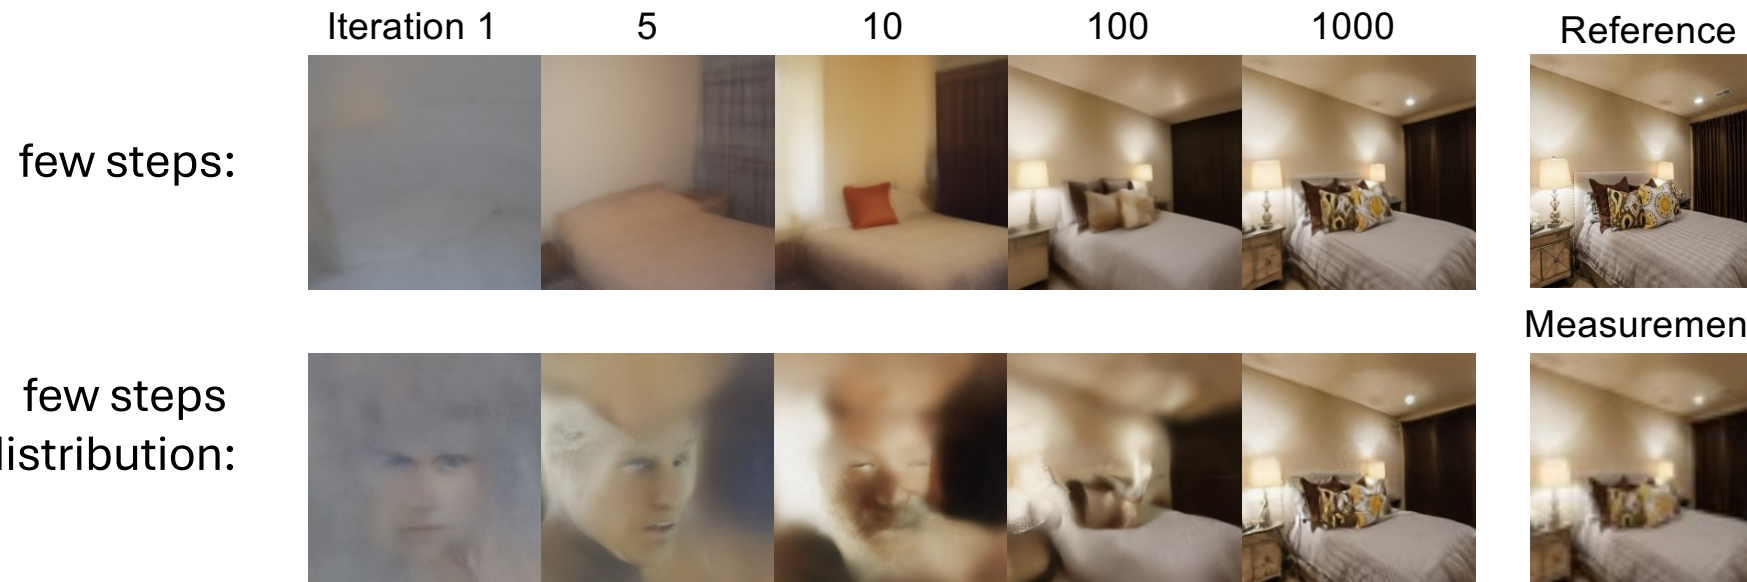 Iteration 1 5 10 100 1000 Reference
few steps:
Measuremen
few steps
listribution: